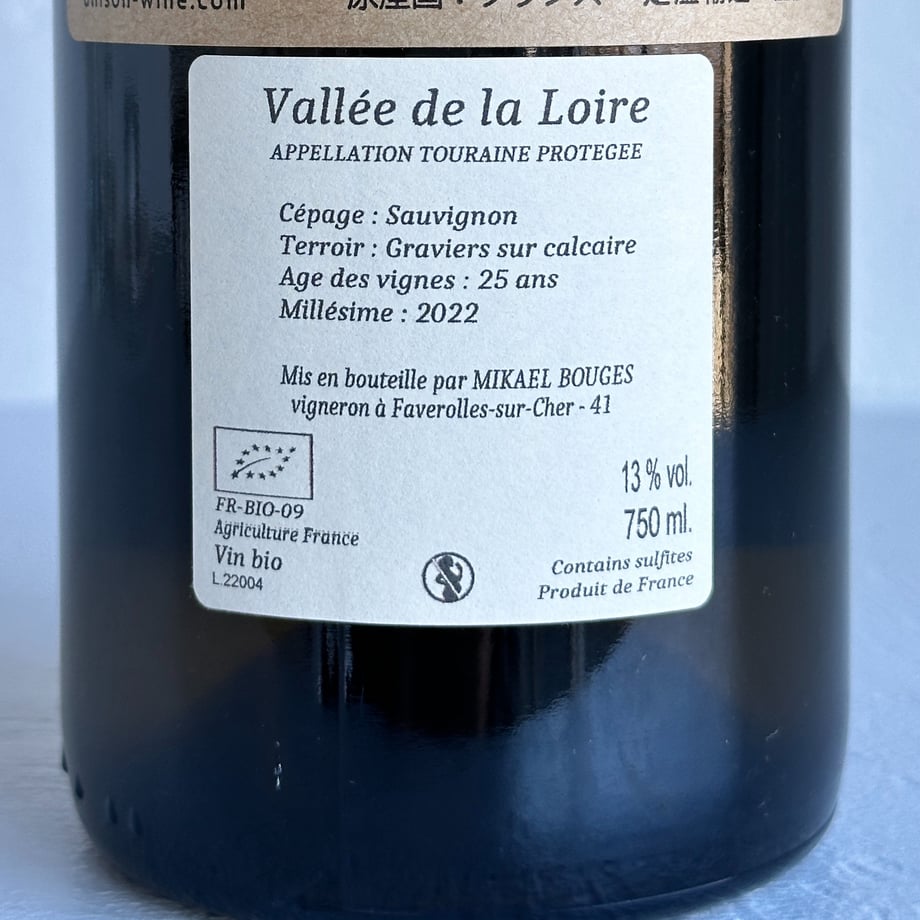 Vallée de la Loire
APPELLATION TOURAINE PROTEGEE
Cépage : Sauvignon
Terroir : Graviers sur calcaire
Age des vignes : 25 ans
Millésime : 2022
Mis en bouteille par MIKAEL BOUGES
vigneron à Faverolles-sur-Cher - 41
13 % vol.
750 ml.
Contains sulfites
Produit de France
FR-BIO-09
Agriculture France
Vin bio
L.22004